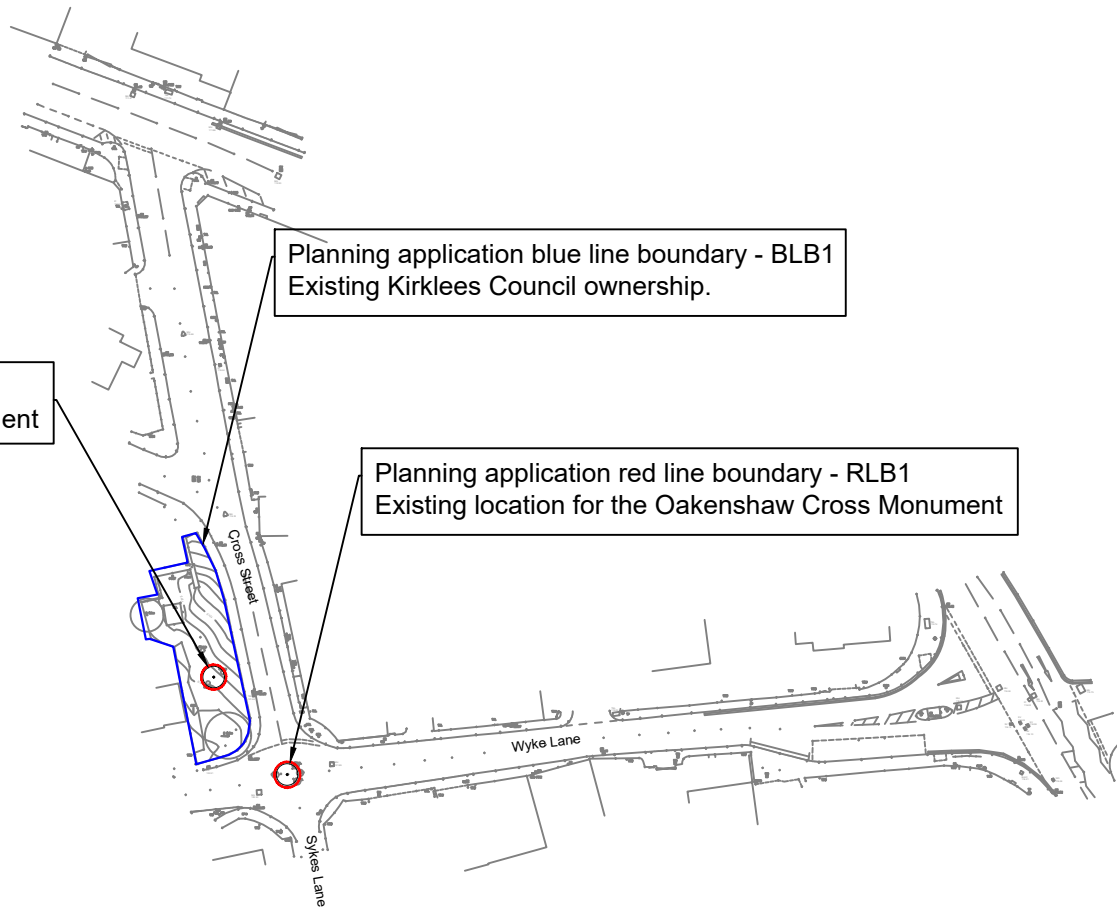 Planning application blue line boundary - BLB1
Existing Kirklees Council ownership.
ent
Planning application red line boundary - RLB1
Existing location for the Oakenshaw Cross Monument
Cross Street
Wyke Lane
Sykes Lane